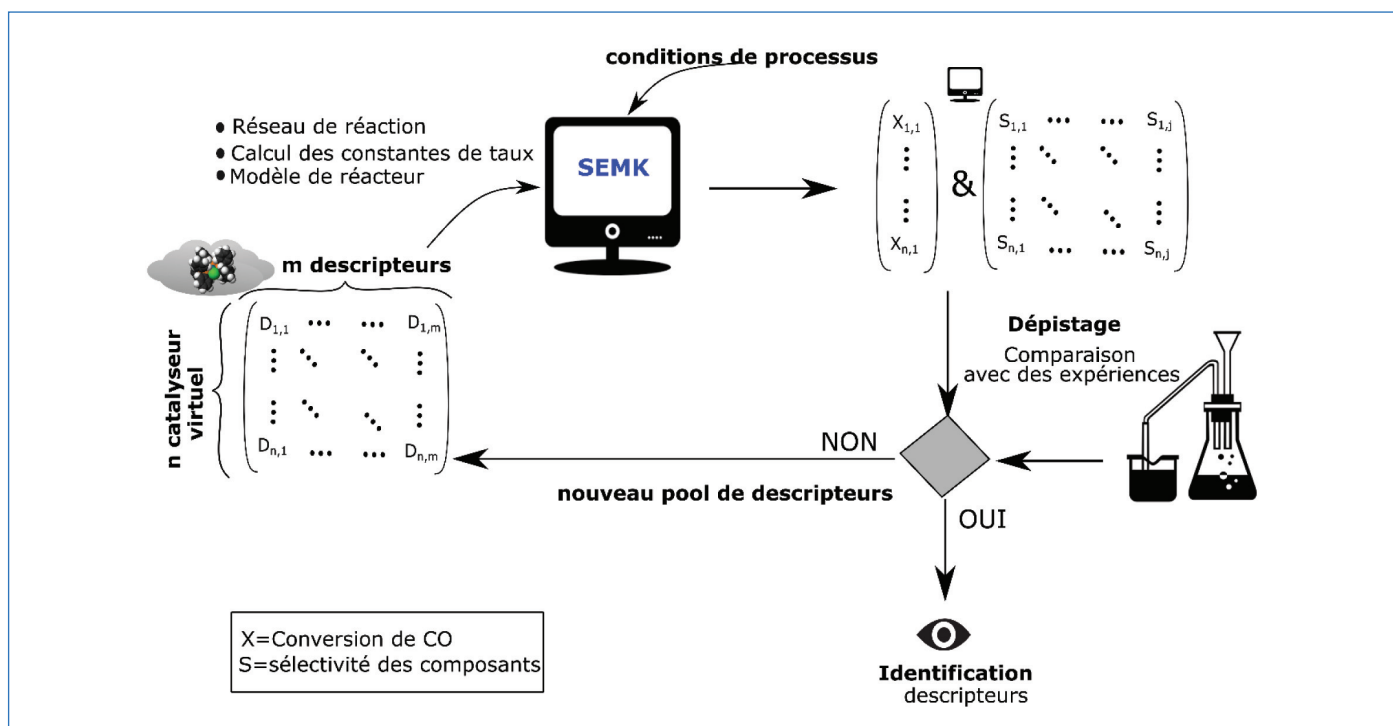 conditions de processus
• Réseau de réaction
• Calcul des constantes de taux
• Modèle de réacteur
SEMK
X1,1
Xn,1
&
S1,1 ••• ••• S1,j
Sn,1 ••• ••• Sn,j
m descripteurs
n catalyseur
virtuel
D1,1 ••• ••• D1,m
Dn,1 ••• ••• Dn,m
Dépistage
Comparaison
avec des expériences
NON
nouveau pool de descripteurs
OUI
Identification
descripteurs
X=Conversion de CO
S=sélectivité des composants